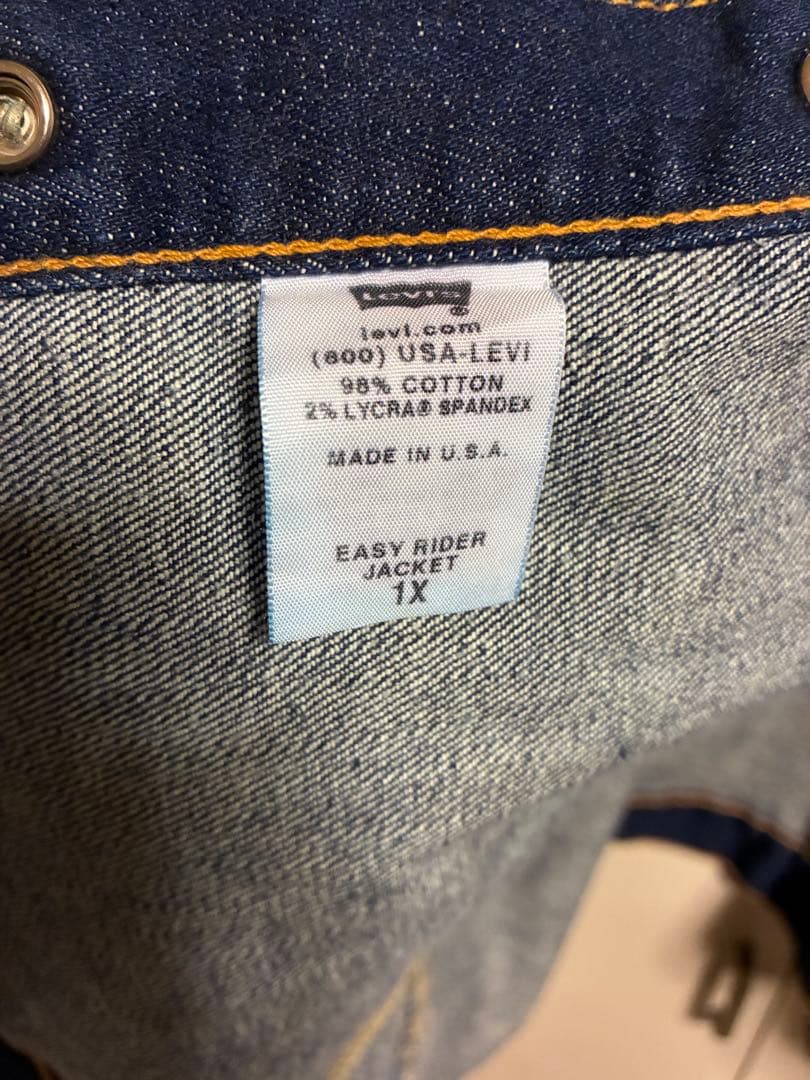 Levi's®
levi.com
(800) USA-LEVI
98% COTTON
2% LYCRA® SPANDEX
MADE IN U.S.A.
EASY RIDER
JACKET
1X